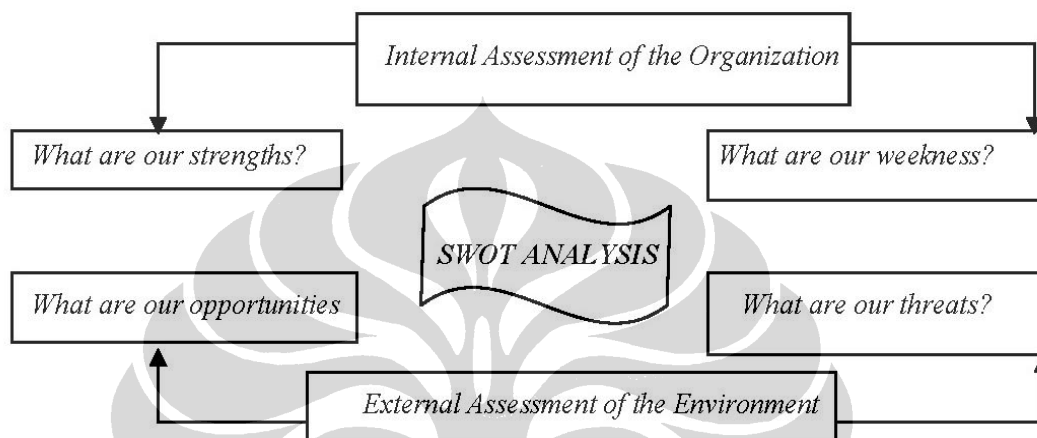 Internal Assessment of the Organization
What are our strengths?
What are our weekness?
SWOT ANALYSIS
What are our opportunities
What are our threats?
External Assessment of the Environment